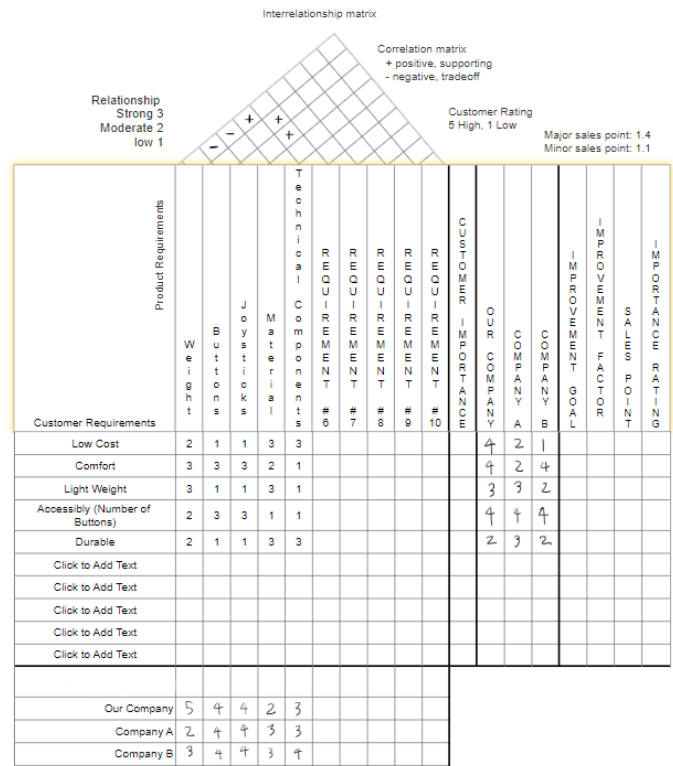 Interrelationship matrix
Correlation matrix
+ positive, supporting
- negative, tradeoff
Relationship
Strong 3
Moderate 2
low 1
Customer Rating
5 High, 1 Low
Major sales point: 1.4
Minor sales point: 1.1
+ +
- +
-
Product Requirements
Customer Requirements
Weight
Buttons
Joysticks
Material
Technical Components
REQUIREMENT #6
REQUIREMENT #7
REQUIREMENT #8
REQUIREMENT #9
REQUIREMENT #10
CUSTOMER IMPORTANCE
OUR COMPANY
COMPANY A
COMPANY B
IMPROVEMENT GOAL
IMPROVEMENT FACTOR
SALES POINT
IMPORTANCE RATING
Low Cost 2 1 1 3 3 4 2 1
Comfort 3 3 3 2 1 4 2 4
Light Weight 3 1 1 3 1 3 3 2
Accessibly (Number of
Buttons) 2 3 3 1 1 4 4 4
Durable 2 1 1 3 3 2 3 2
Click to Add Text
Click to Add Text
Click to Add Text
Click to Add Text
Click to Add Text
Our Company 5 4 4 2 3
Company A 2 4 4 3 3
Company B 3 4 4 3 4